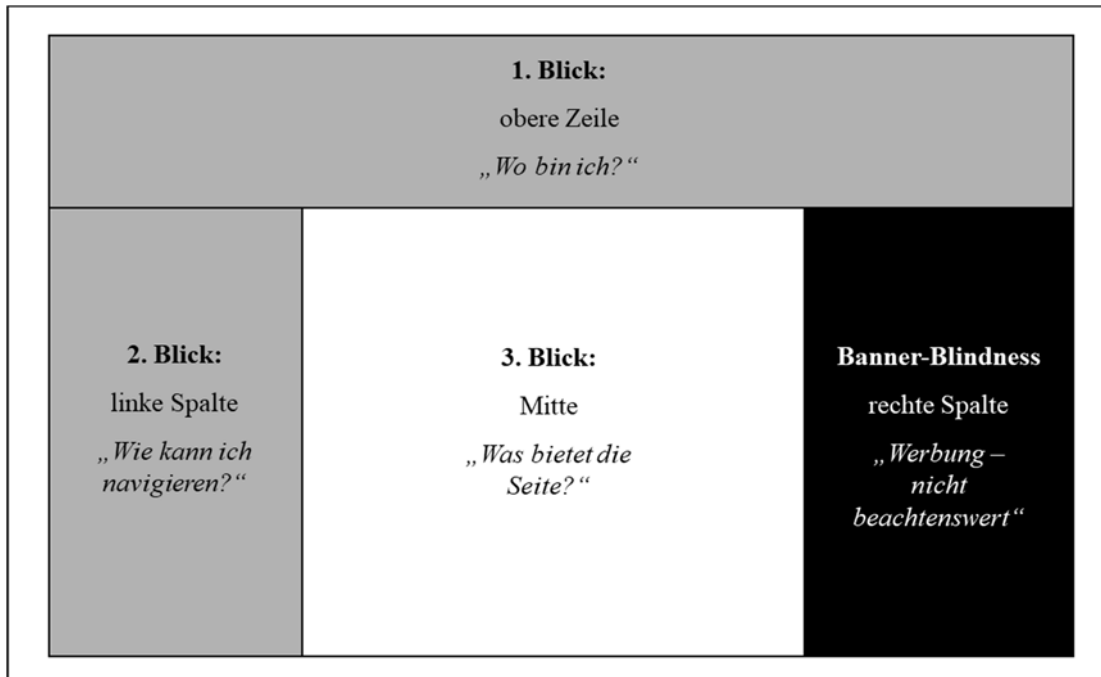 1. Blick:
obere Zeile
„Wo bin ich?“
2. Blick:
linke Spalte
„Wie kann ich
navigieren?“
3. Blick:
Mitte
„Was bietet die
Seite?“
Banner-Blindness
rechte Spalte
„Werbung –
nicht
beachtenswert“